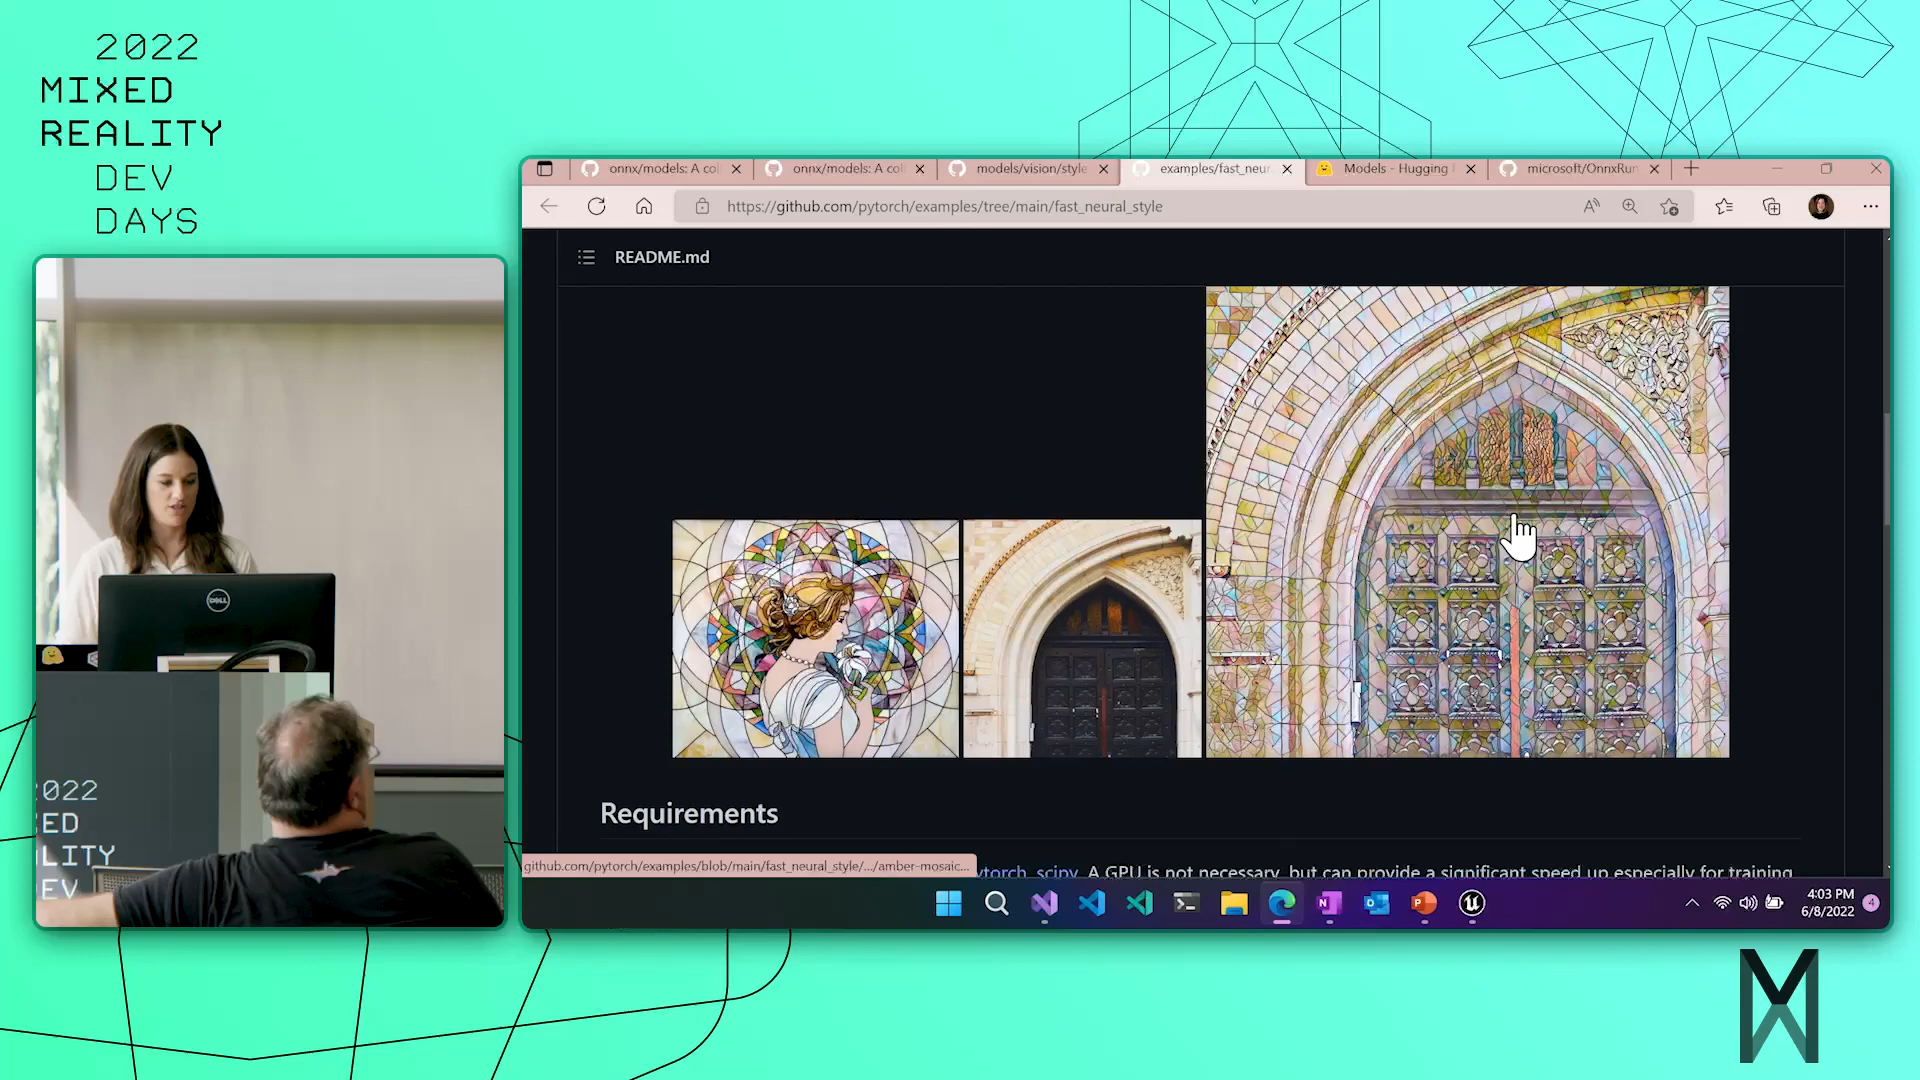 2022
MIXED
REALITY
DEV
DAYS
onnx/models: A col
onnx/models: A col
models/vision/style
examples/fast_neur
Models - Hugging
microsoft/OnnxRun
https://github.com/pytorch/examples/tree/main/fast_neural_style
README.md
Requirements
github.com/pytorch/examples/blob/main/fast_neural_style/.../amber-mosaic...
scipy. A GPU is not necessary, but can provide a significant speed up especially for training
4:03 PM
6/8/2022
4
DELL
022
ED
LITY
EV